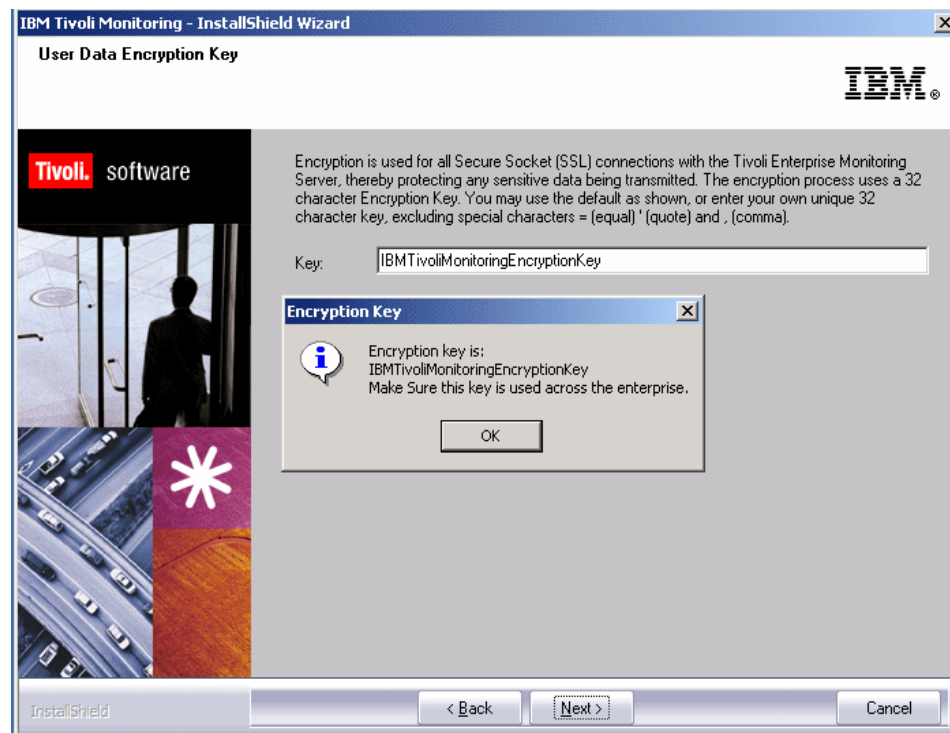 IBM Tivoli Monitoring - InstallShield Wizard
User Data Encryption Key
IBM®
Tivoli. software
Encryption is used for all Secure Socket (SSL) connections with the Tivoli Enterprise Monitoring
Server, thereby protecting any sensitive data being transmitted. The encryption process uses a 32
character Encryption Key. You may use the default as shown, or enter your own unique 32
character key, excluding special characters = (equal) ' (quote) and , (comma).
Key: IBMTivoliMonitoringEncryptionKey
Encryption Key
Encryption key is:
IBMTivoliMonitoringEncryptionKey
Make Sure this key is used across the enterprise.
OK
InstallShield
< Back Next > Cancel